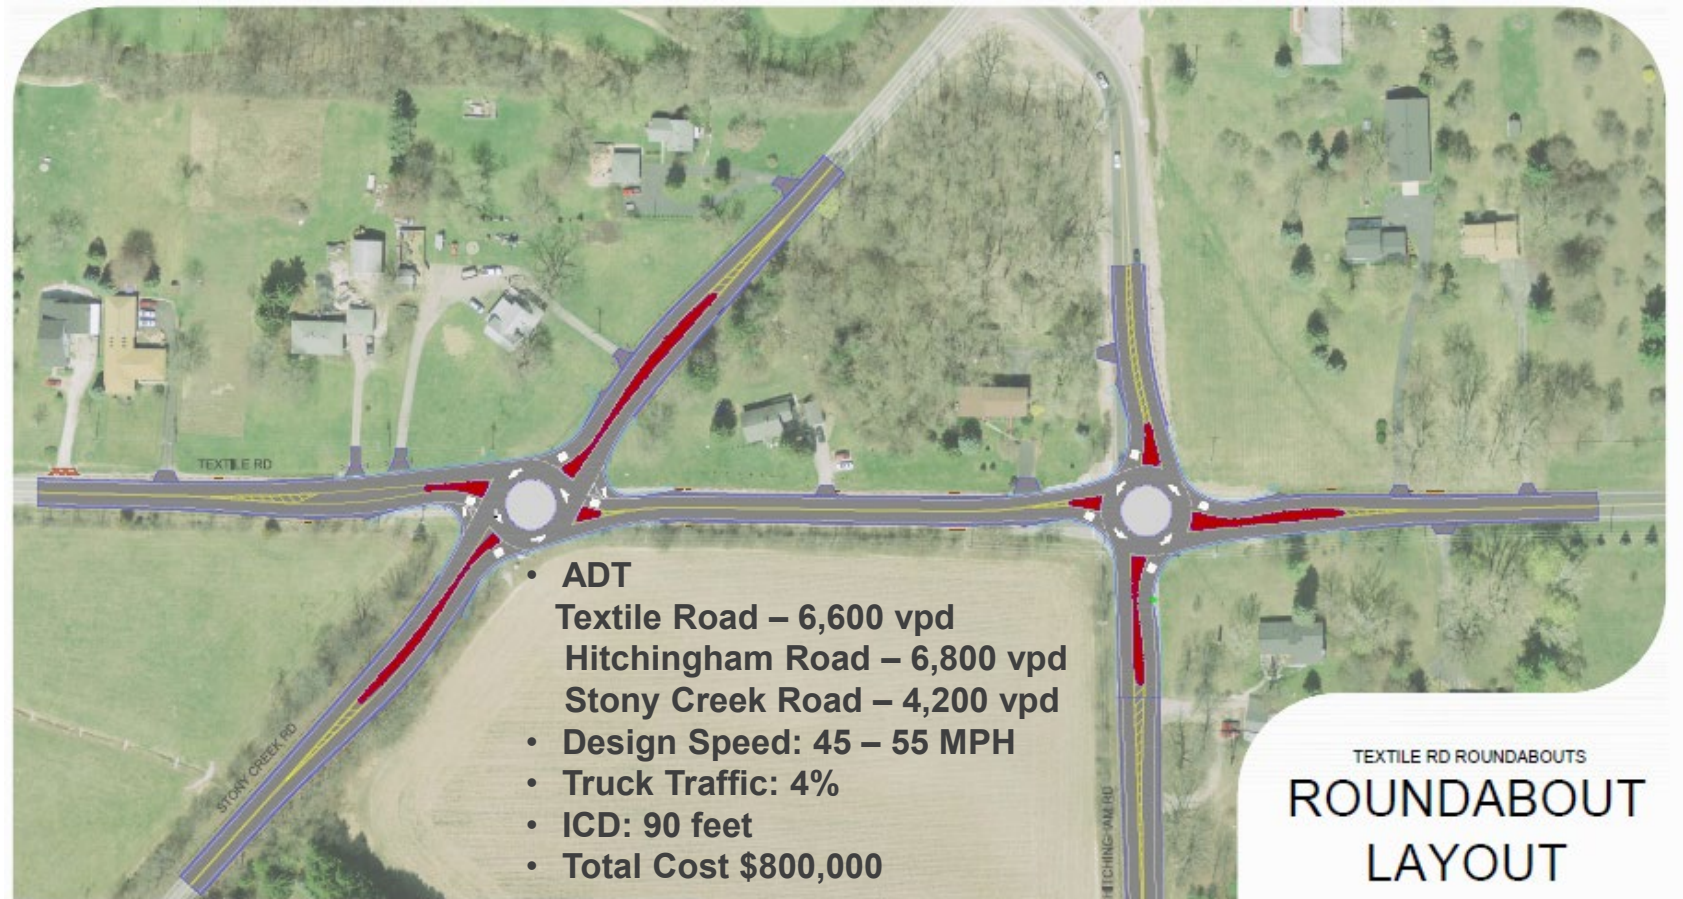 TEXTILE RD
• ADT
Textile Road – 6,600 vpd
Hitchingham Road – 6,800 vpd
Stony Creek Road – 4,200 vpd
• Design Speed: 45 – 55 MPH
• Truck Traffic: 4%
• ICD: 90 feet
• Total Cost $800,000
STONY CREEK RD
HITCHINGHAM RD
TEXTILE RD ROUNDABOUTS
ROUNDABOUT
LAYOUT